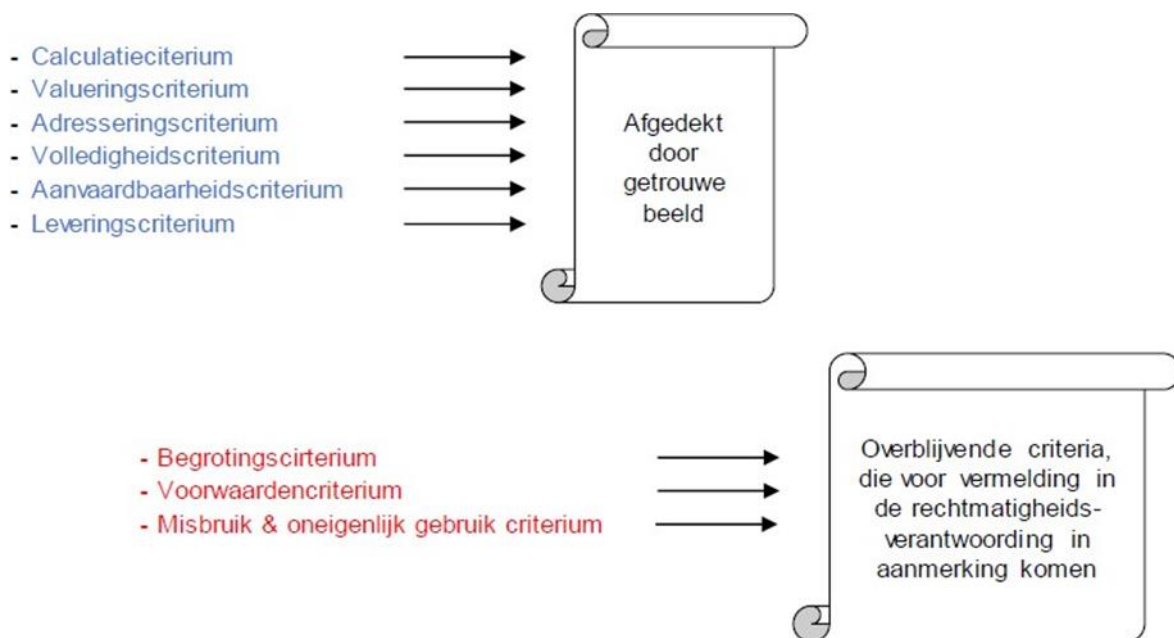 - Calculatieciterium
- Valueringscriterium
- Adresseringscriterium
- Volledigheidscriterium
- Aanvaardbaarheidscriterium
- Leveringscriterium
Afgedekt
door
getrouwe
beeld
- Begrotingscirterium
- Voorwaardencriterium
- Misbruik & oneigenlijk gebruik criterium
Overblijvende criteria,
die voor vermelding in
de rechtmatigheids-
verantwoording in
aanmerking komen